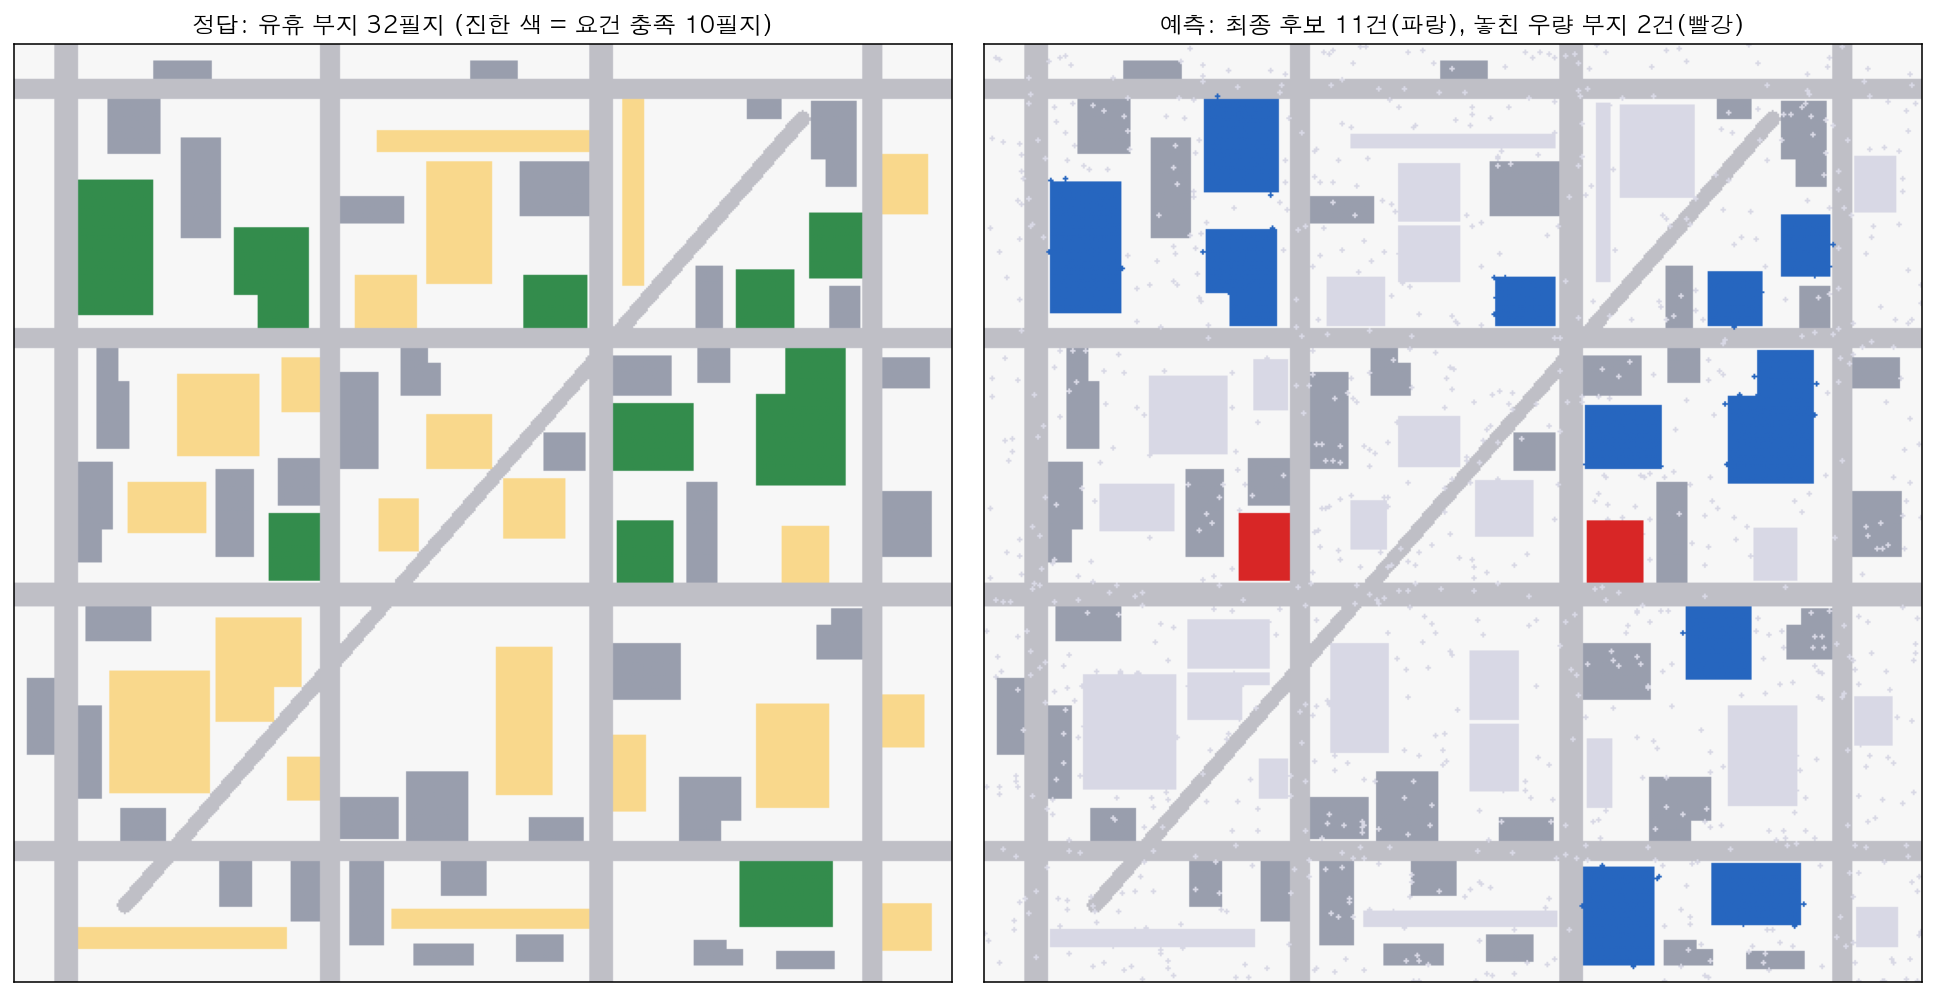 정답: 유휴 부지 32필지 (진한 색 = 요건 충족 10필지)
예측: 최종 후보 11건(파랑), 놓친 우량 부지 2건(빨강)